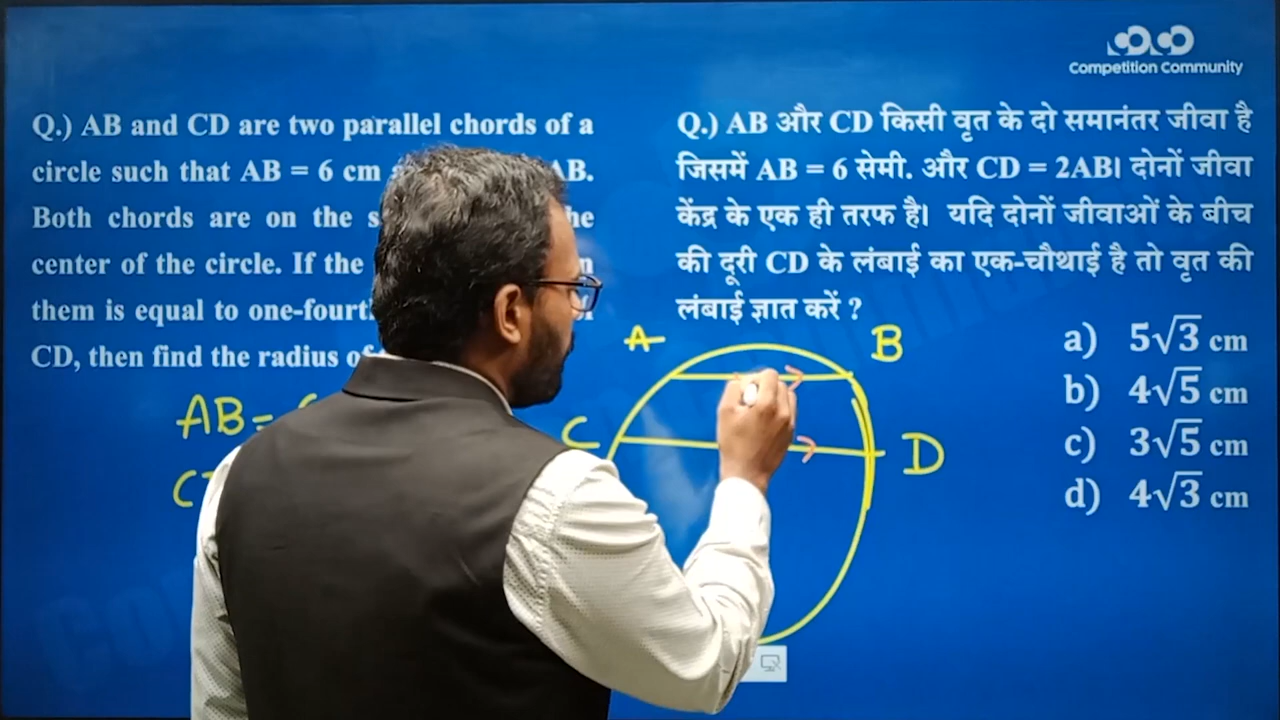 Competition Community
Q.) AB and CD are two parallel chords of a
circle such that AB = 6 cm AB.
Both chords are on the
center of the circle. If the
them is equal to
CD, then find the radius
Q.) AB और CD किसी वृत के दो समानंतर जीवा है
जिसमें AB = 6 सेमी. और CD = 2AB। दोनों जीवा
केंद्र के एक ही तरफ है। यदि दोनों जीवाओं के बीच
की दूरी CD के लंबाई का एक-चौथाई है तो वृत की
लंबाई ज्ञात करें ?
a) 5√3 cm
b) 4√5 cm
c) 3√5 cm
d) 4√3 cm
AB=
A
B
C
D